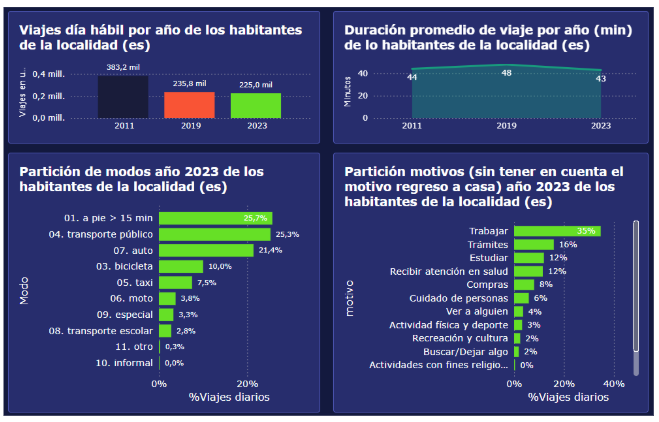 Viajes día hábil por año de los habitantes
de la localidad (es)
Viajes en u...
0,4 mill.
0,2 mill.
0,0 mill.
383,2 mil
235,8 mil
225,0 mil
2011
2019
2023
Duración promedio de viaje por año (min)
de lo habitantes de la localidad (es)
Minutos
40
20
0
44
48
43
2011
2019
2023
Partición de modos año 2023 de los
habitantes de la localidad (es)
Modo
01. a pie > 15 min 25,7%
04. transporte público 25,3%
07. auto 21,4%
03. bicicleta 10,0%
05. taxi 7,5%
06. moto 3,8%
09. especial 3,3%
08. transporte escolar 2,8%
11. otro 0,3%
10. informal 0,0%
0% 20%
%Viajes diarios
Partición motivos (sin tener en cuenta el
motivo regreso a casa) año 2023 de los
habitantes de la localidad (es)
motivo
Trabajar 35%
Trámites 16%
Estudiar 12%
Recibir atención en salud 12%
Compras 8%
Cuidado de personas 6%
Ver a alguien 4%
Actividad física y deporte 3%
Recreación y cultura 2%
Buscar/Dejar algo 2%
Actividades con fines religio... 0%
0% 20% 40%
%Viajes diarios